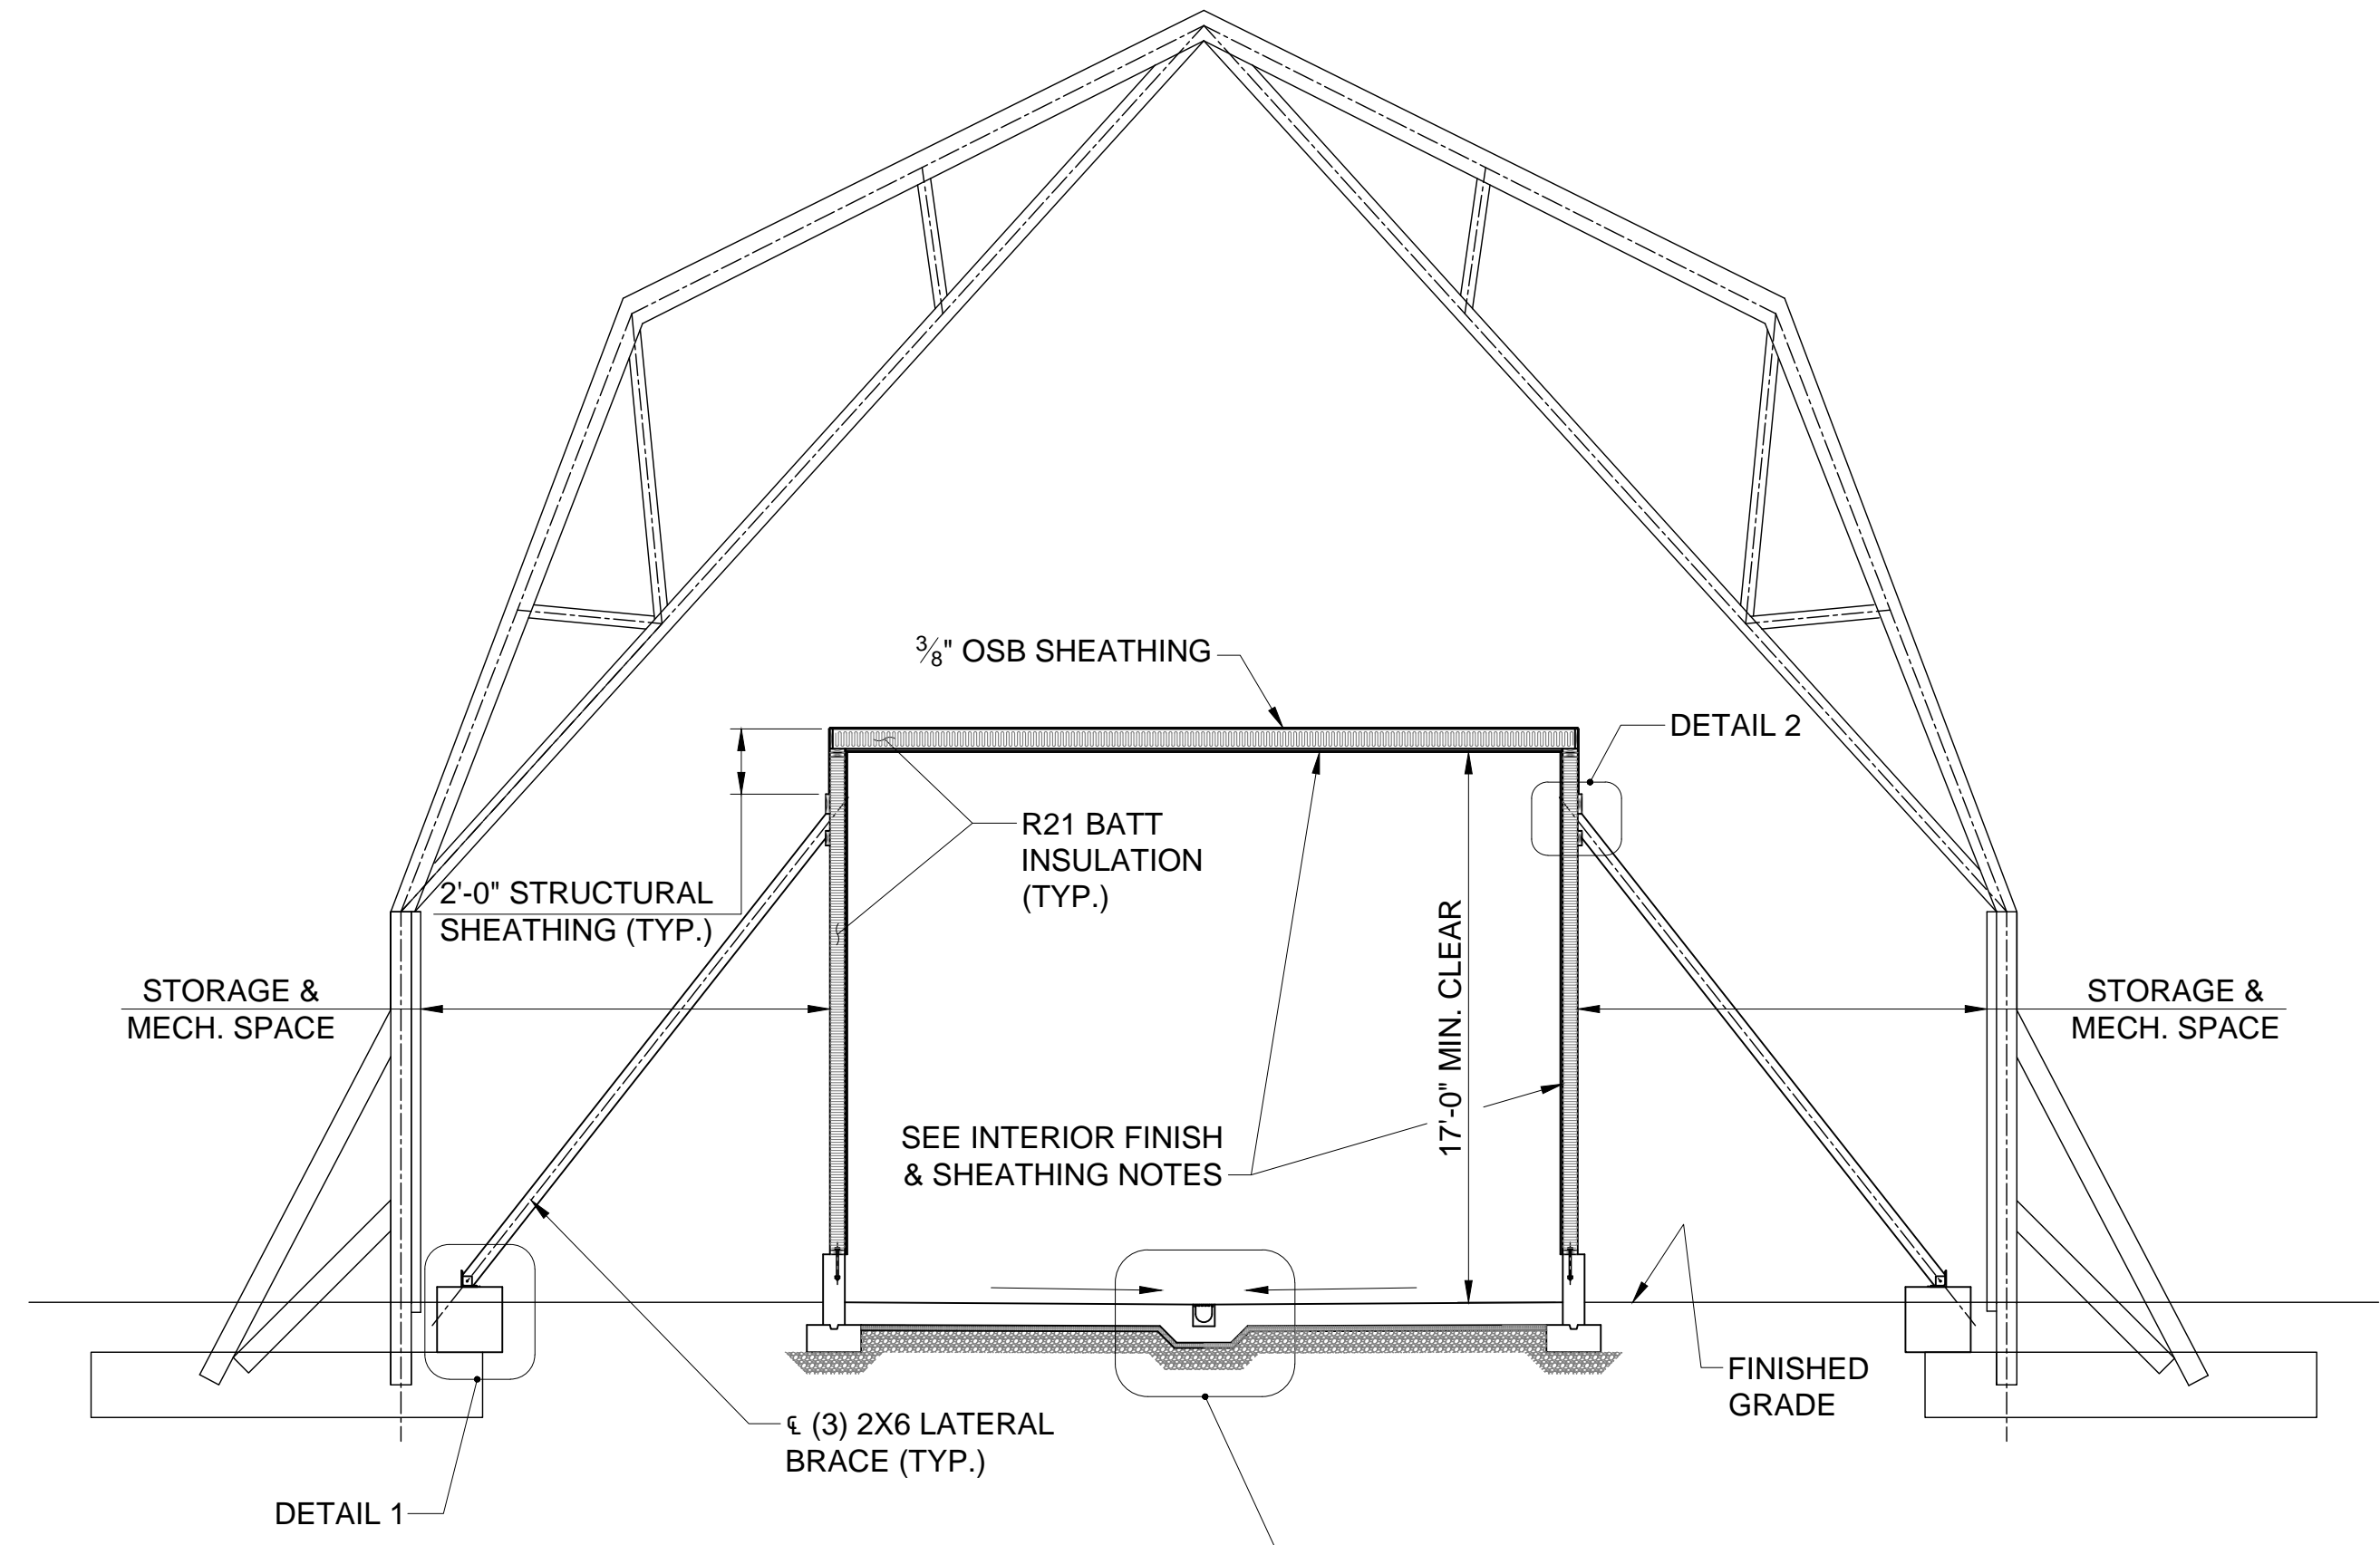 ⅜" OSB SHEATHING
DETAIL 2
R21 BATT
INSULATION
(TYP.)
2'-0" STRUCTURAL
SHEATHING (TYP.)
STORAGE &
MECH. SPACE
17'-0" MIN. CLEAR
STORAGE &
MECH. SPACE
SEE INTERIOR FINISH
& SHEATHING NOTES
FINISHED
GRADE
℄ (3) 2X6 LATERAL
BRACE (TYP.)
DETAIL 1